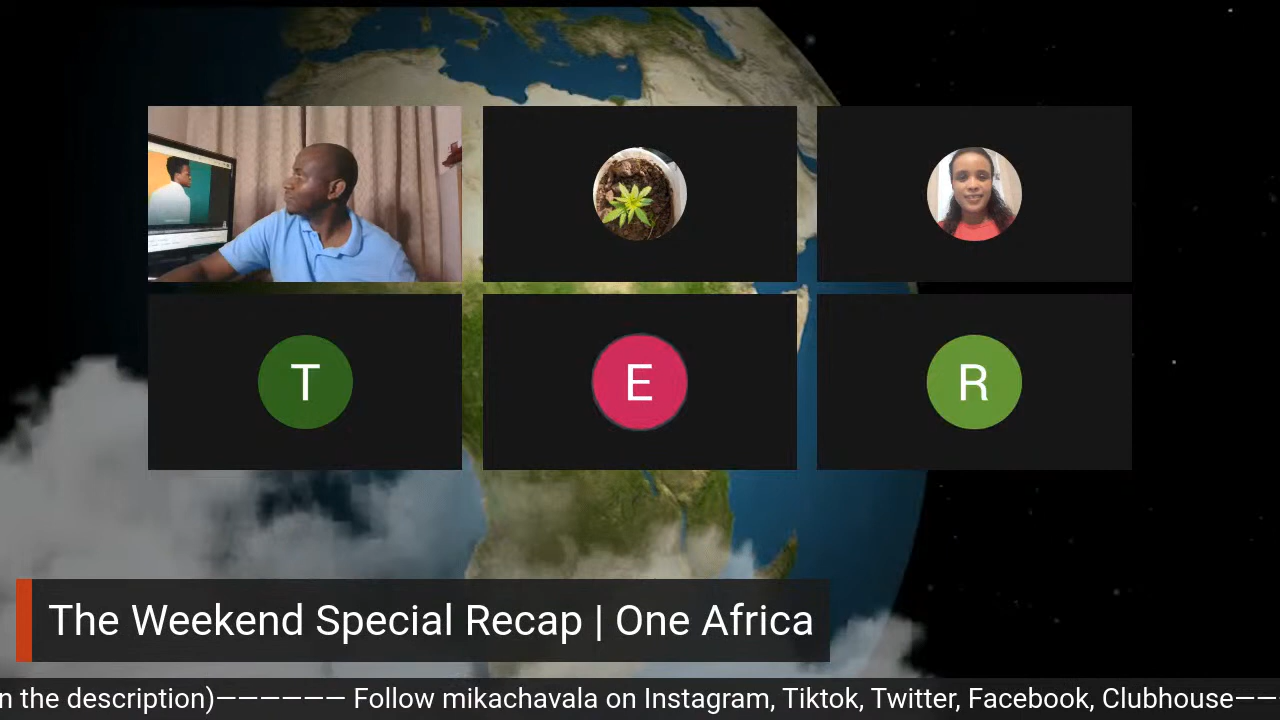 T
E
R
The Weekend Special Recap | One Africa
n the description)—————— Follow mikachavala on Instagram, Tiktok, Twitter, Facebook, Clubhouse——